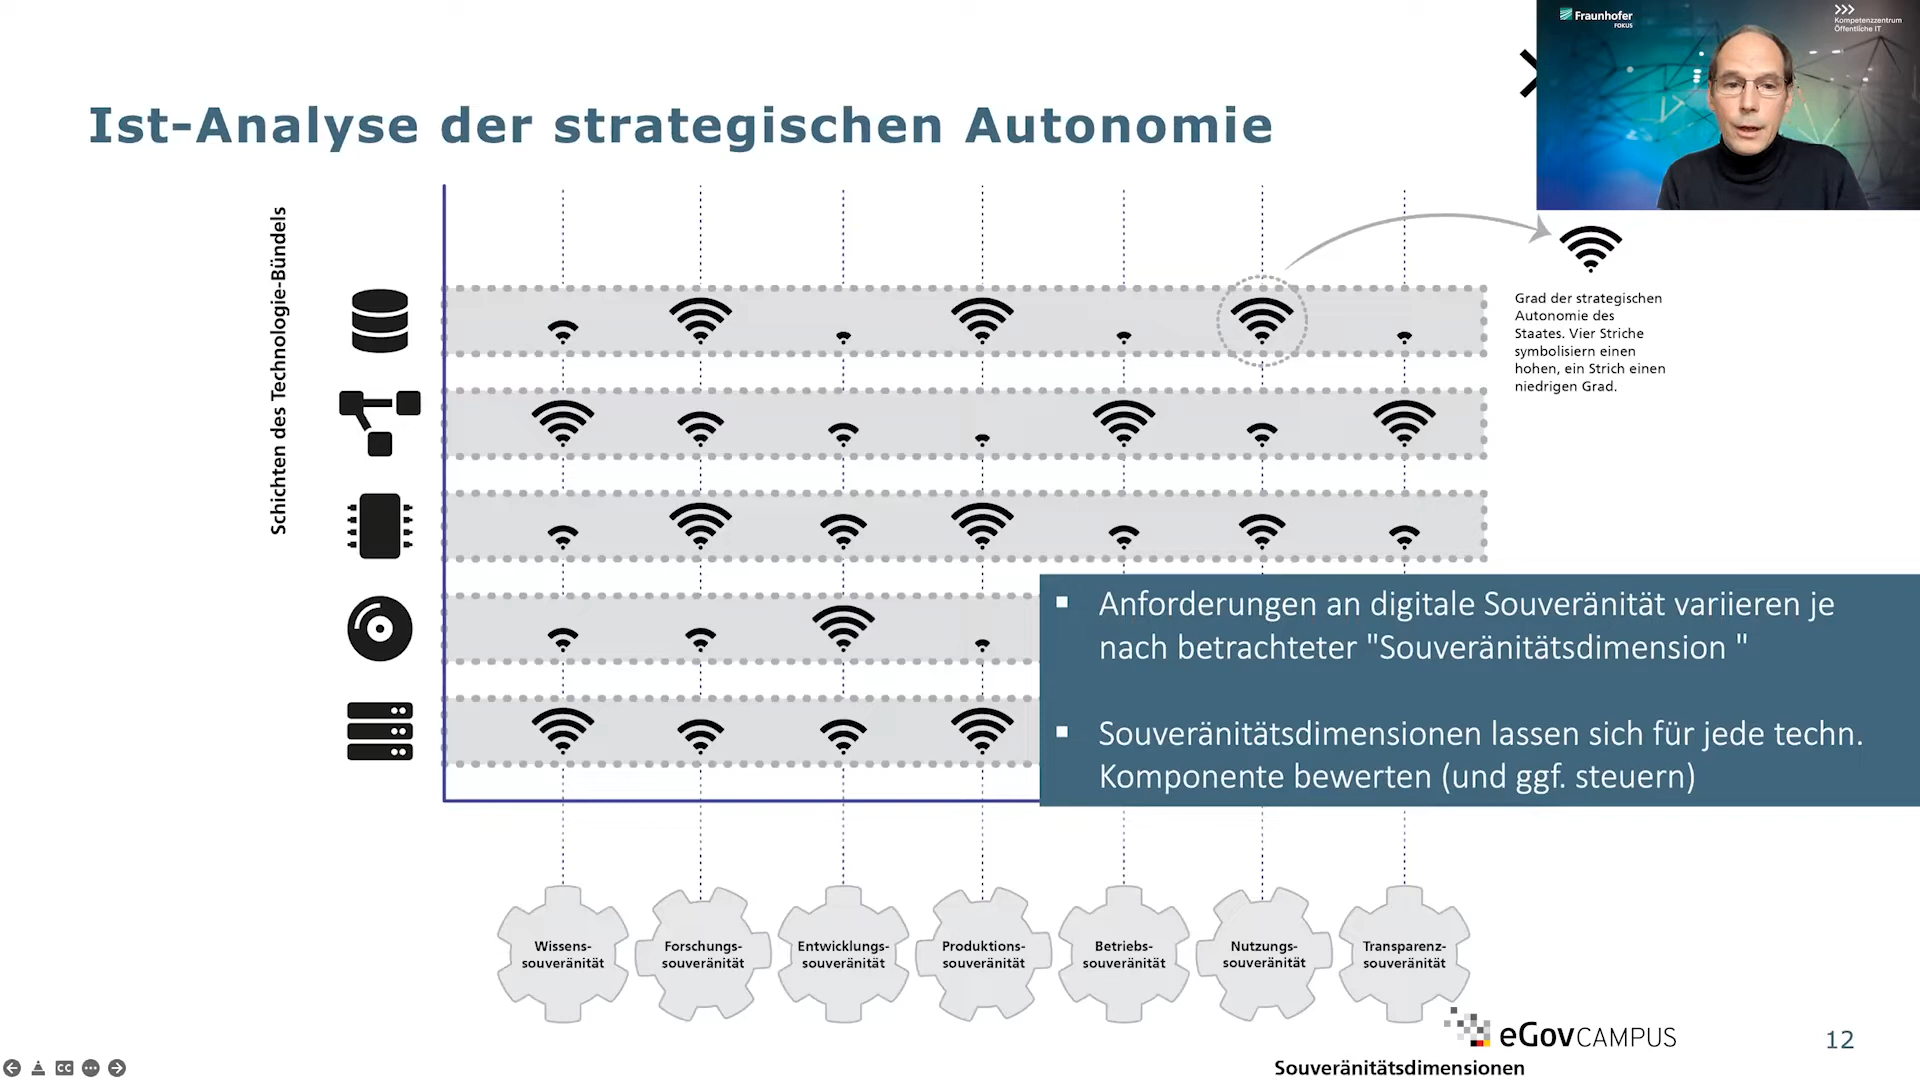 Fraunhofer
FOKUS
Kompetenzzentrum
Öffentliche IT
Ist-Analyse der strategischen Autonomie
Schichten des Technologie-Bündels
Grad der strategischen
Autonomie des
Staates. Vier Striche
symbolisiern einen
hohen, ein Strich einen
niedrigen Grad.
▪ Anforderungen an digitale Souveränität variieren je
nach betrachteter "Souveränitätsdimension "
▪ Souveränitätsdimensionen lassen sich für jede techn.
Komponente bewerten (und ggf. steuern)
Wissens-
souveränität
Forschungs-
souveränität
Entwicklungs-
souveränität
Produktions-
souveränität
Betriebs-
souveränität
Nutzungs-
souveränität
Transparenz-
souveränität
eGovCAMPUS
12
Souveränitätsdimensionen
CC